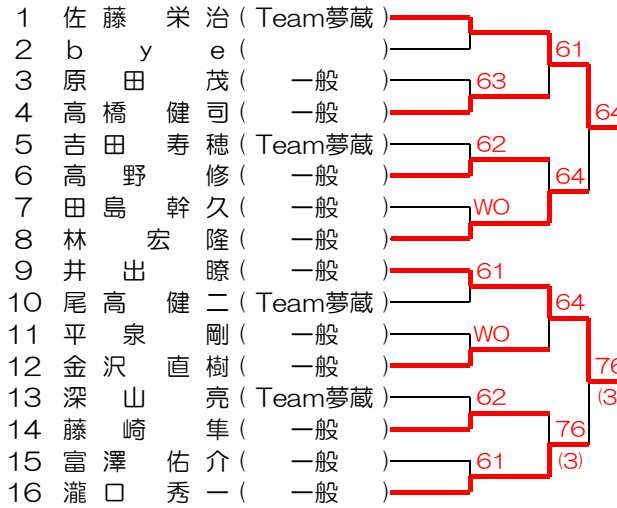 1 佐藤 栄治(Team夢蔵)
2 bye( )
61
3 原田 茂(一般)
63
4 高橋 健司(一般)
64
5 吉田 寿穂(Team夢蔵)
62
6 高野 修(一般)
64
7 田島 幹久(一般)
WO
8 林 宏隆(一般)
9 井出 瞭(一般)
61
10 尾高 健二(Team夢蔵)
64
11 平泉 剛(一般)
WO
12 金沢 直樹(一般)
76
(3
13 深山 亮(Team夢蔵)
62
14 藤崎 隼(一般)
76
(3)
15 富澤 佑介(一般)
61
16 瀧口 秀一(一般)